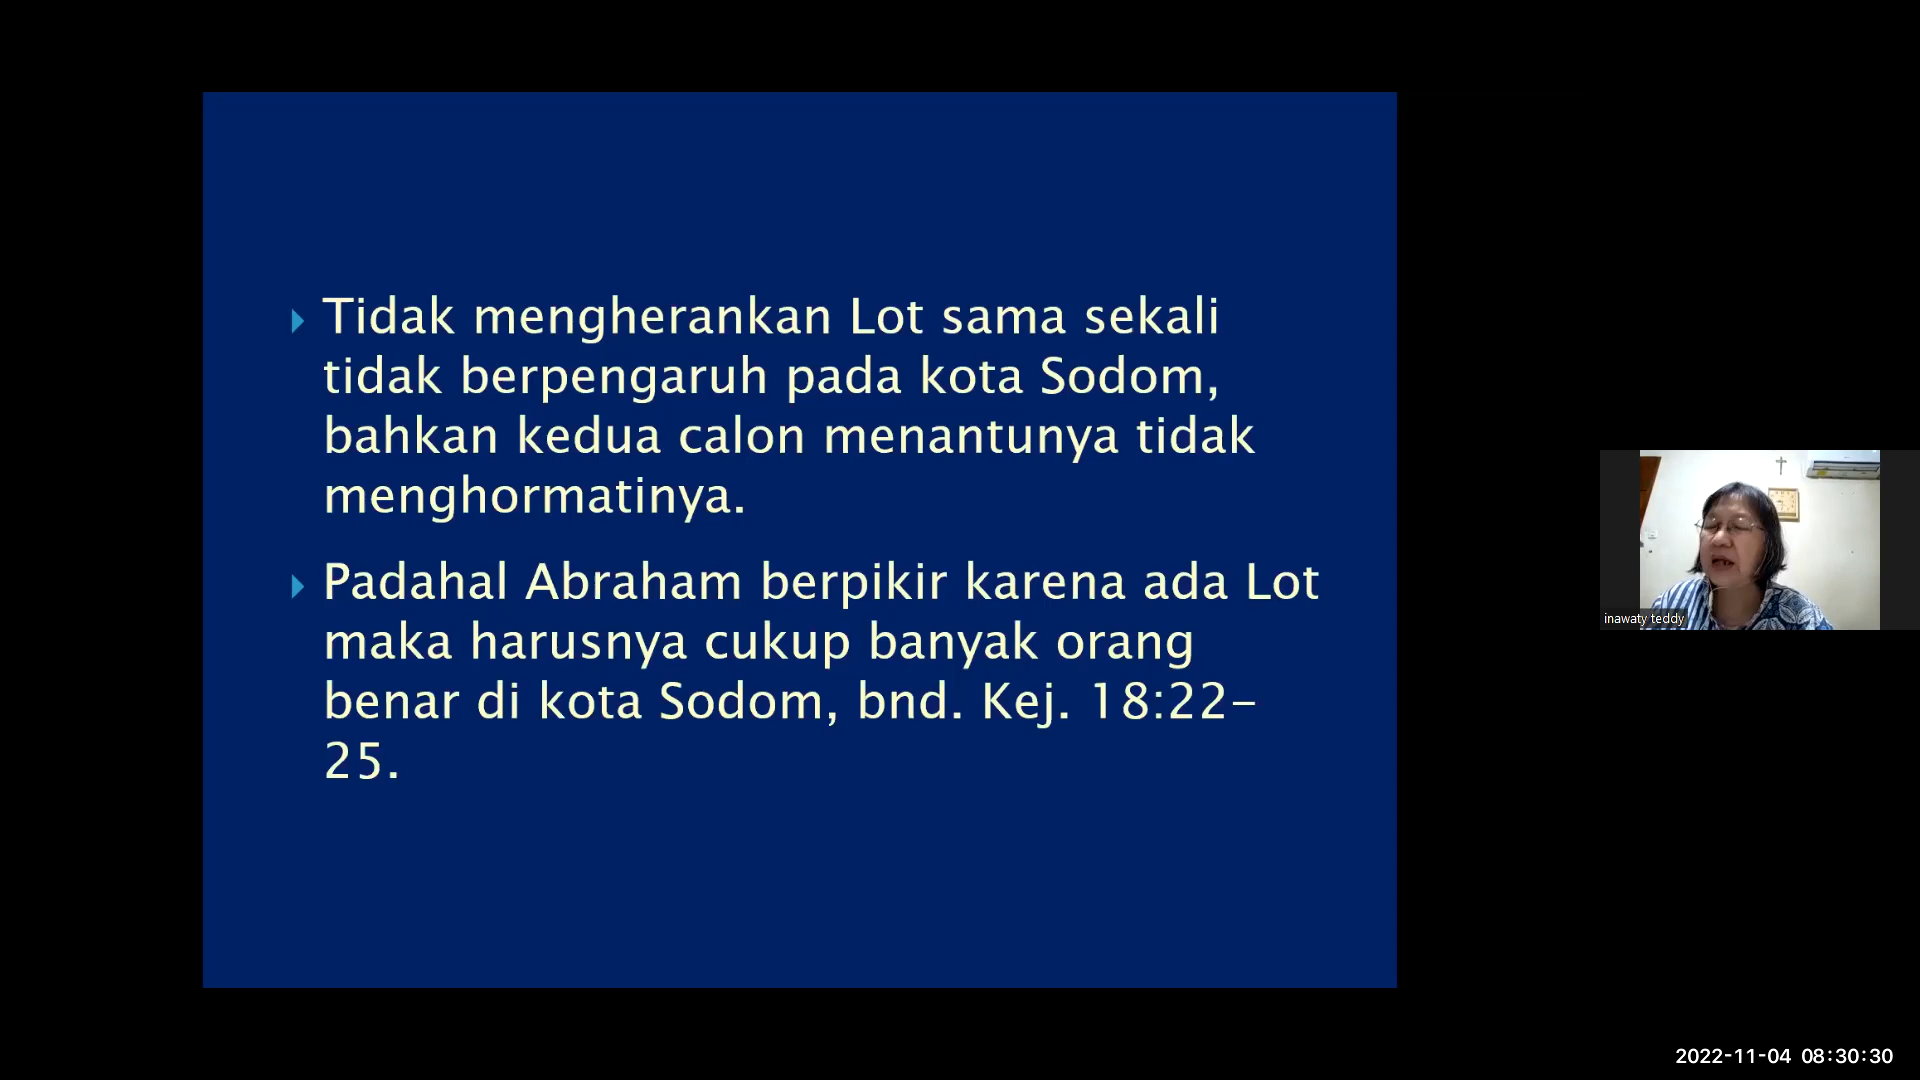 Tidak mengherankan Lot sama sekali
tidak berpengaruh pada kota Sodom,
bahkan kedua calon menantunya tidak
menghormatinya.
Padahal Abraham berpikir karena ada Lot
maka harusnya cukup banyak orang
benar di kota Sodom, bnd. Kej. 18:22-
25.
inawaty teddy
2022-11-04 08:30:30